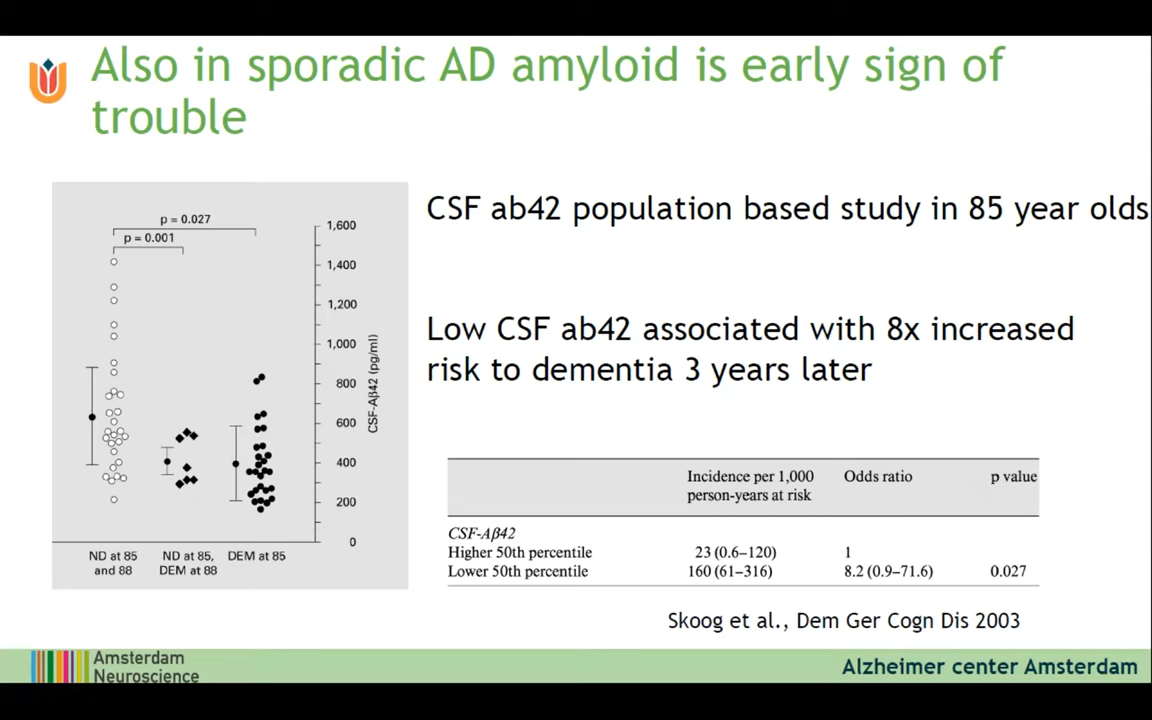 Also in sporadic AD amyloid is early sign of
trouble
p = 0.027
p = 0.001
1,600
1,400
1,200
1,000
800
600
400
200
0
CSF-Aβ42 (pg/ml)
ND at 85
and 88
ND at 85,
DEM at 88
DEM at 85
CSF ab42 population based study in 85 year olds
Low CSF ab42 associated with 8x increased
risk to dementia 3 years later
Incidence per 1,000
person-years at risk
Odds ratio
p value
CSF-Aβ42
Higher 50th percentile 23 (0.6–120) 1
Lower 50th percentile 160 (61–316) 8.2 (0.9–71.6) 0.027
Skoog et al., Dem Ger Cogn Dis 2003
Amsterdam
Neuroscience
Alzheimer center Amsterdam